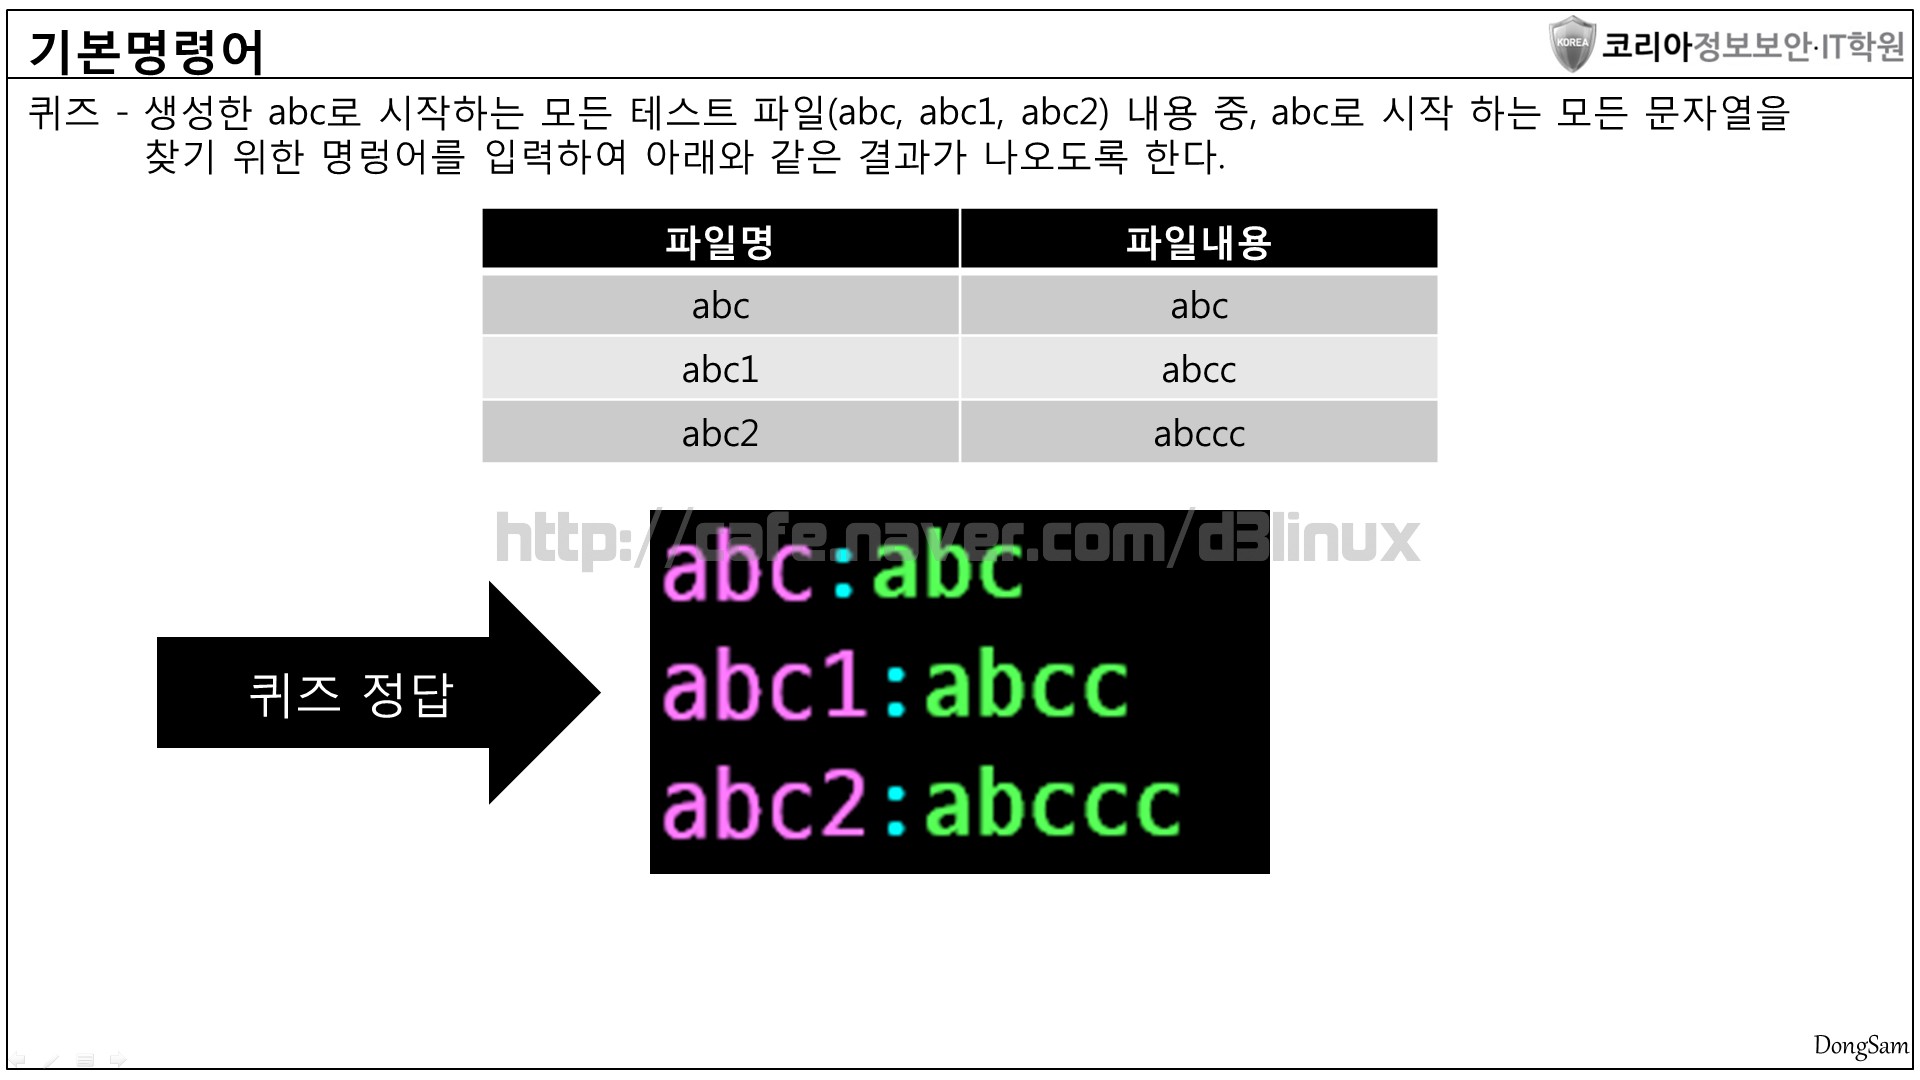 기본명령어
KOREA 코리아정보보안·IT학원
퀴즈 - 생성한 abc로 시작하는 모든 테스트 파일(abc, abc1, abc2) 내용 중, abc로 시작 하는 모든 문자열을
찾기 위한 명렁어를 입력하여 아래와 같은 결과가 나오도록 한다.
파일명 파일내용
abc abc
abc1 abcc
abc2 abccc
http://cafe.naver.com/d3linux
abc:abc
abc1:abcc
abc2:abccc
퀴즈 정답
DongSam